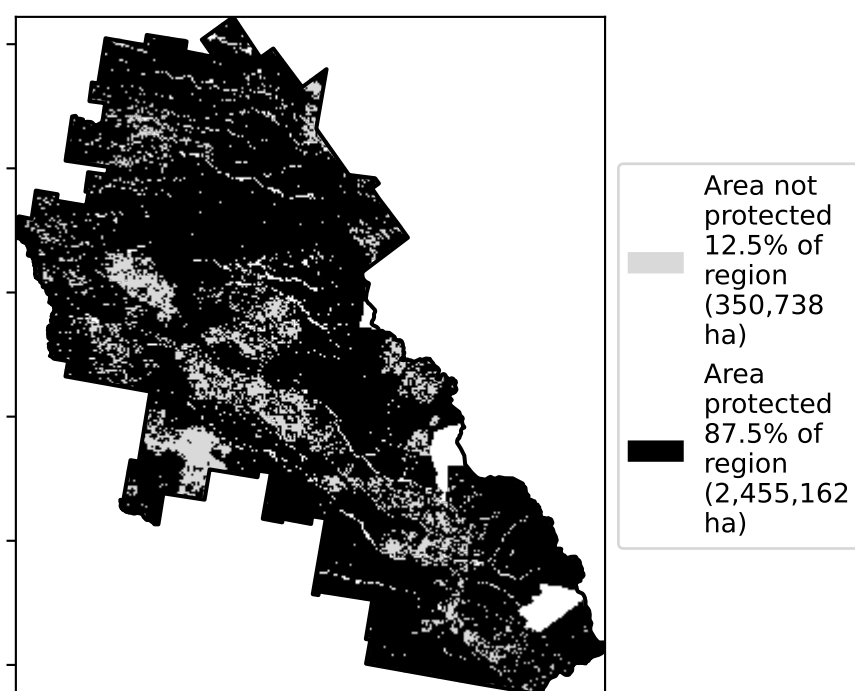 Area not
protected
12.5% of
region
(350,738
ha)
Area
protected
87.5% of
region
(2,455,162
ha)